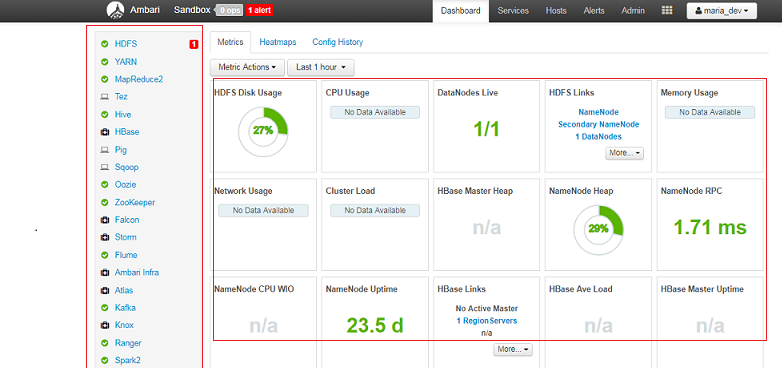 Ambari Sandbox 0 ops 1 alert Dashboard Services Hosts Alerts Admin maria_dev
HDFS 1
YARN
MapReduce2
Tez
Hive
HBase
Pig
Sqoop
Oozie
ZooKeeper
Falcon
Storm
Flume
Ambari Infra
Atlas
Kafka
Knox
Ranger
Spark2
Metrics Heatmaps Config History
Metric Actions Last 1 hour
HDFS Disk Usage
27%
CPU Usage
No Data Available
DataNodes Live
1/1
HDFS Links
NameNode
Secondary NameNode
1 DataNodes
More...
Memory Usage
No Data Available
Network Usage
No Data Available
Cluster Load
No Data Available
HBase Master Heap
n/a
NameNode Heap
29%
NameNode RPC
1.71 ms
NameNode CPU WIO
n/a
NameNode Uptime
23.5 d
HBase Links
No Active Master
1 RegionServers
n/a
More...
HBase Ave Load
n/a
HBase Master Uptime
n/a